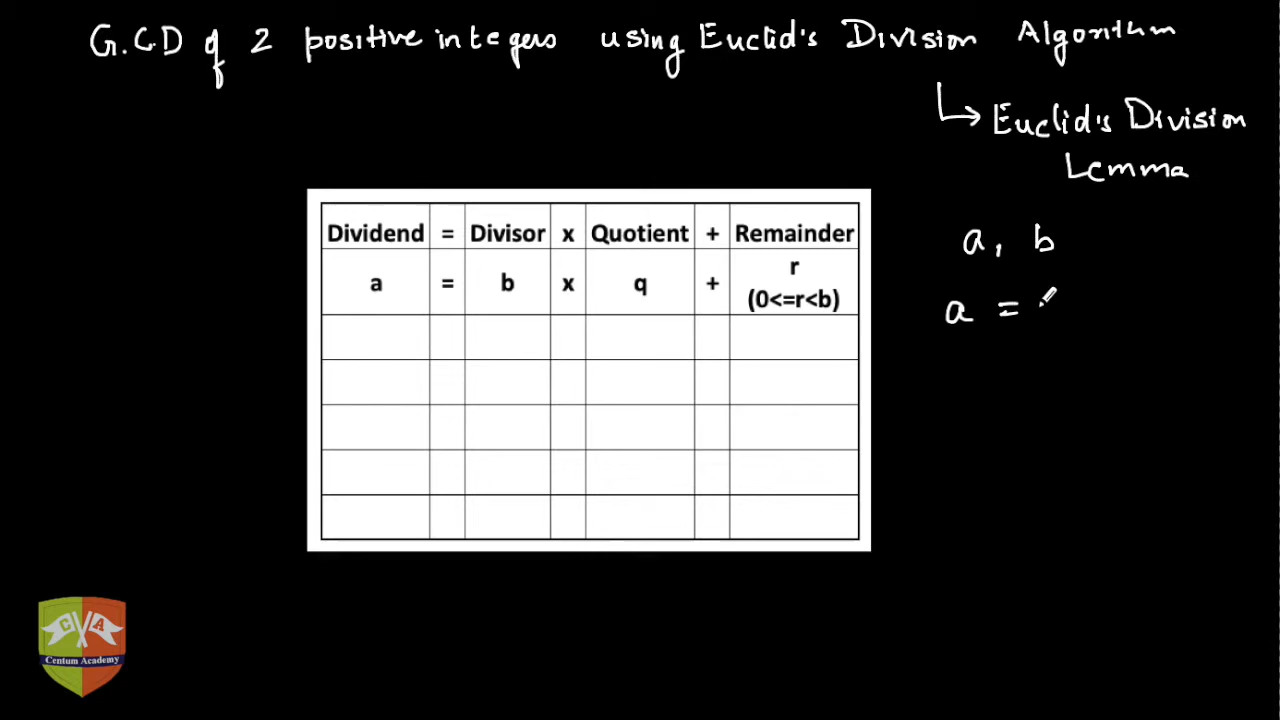 G.C.D of 2 positive integers using Euclid's Division Algorithm
Euclid's Division
Lemma
Dividend = Divisor x Quotient + Remainder
a = b x q + r
(0<=r<b)
a, b
a =
C A
Centum Academy